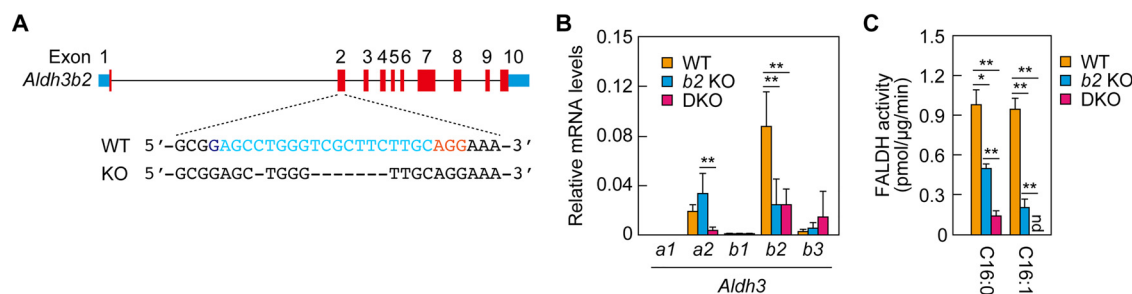 A
Exon 1 2 3 4 5 6 7 8 9 10
Aldh3b2
WT 5′-GCGGAGCCTGGGTCGCTTCTTGCAGGAAA-3′
KO 5′-GCGGAGC-TGGG-------TTGCAGGAAA-3′
B
Relative mRNA levels
0.15
0.12
0.08
0.04
0
WT
b2 KO
DKO
**
**
**
a1 a2 b1 b2 b3
Aldh3
C
FALDH activity
(pmol/µg/min)
1.5
1.2
0.9
0.6
0.3
0
WT
b2 KO
DKO
** **
* **
**
**
nd
C16:0
C16:1